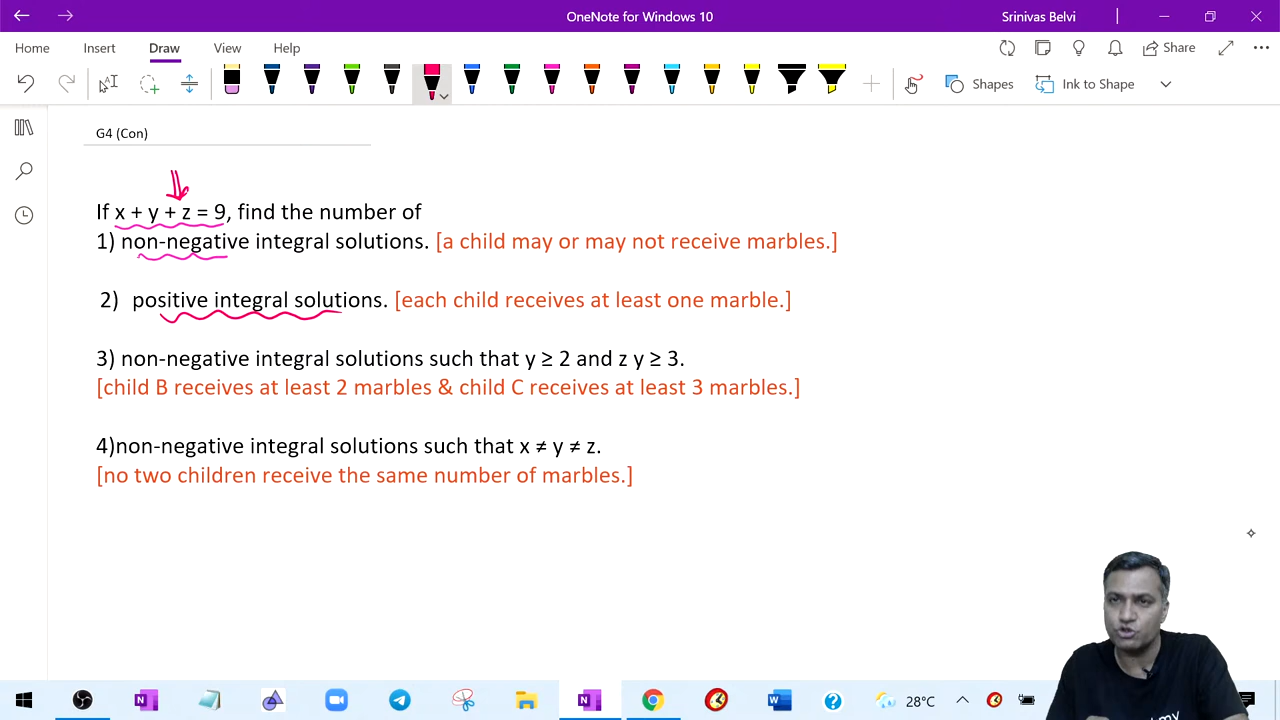 OneNote for Windows 10
Srinivas Belvi
Home Insert Draw View Help
Share
Shapes
Ink to Shape
G4 (Con)
If x + y + z = 9, find the number of
1) non-negative integral solutions. [a child may or may not receive marbles.]
2) positive integral solutions. [each child receives at least one marble.]
3) non-negative integral solutions such that y ≥ 2 and z y ≥ 3.
[child B receives at least 2 marbles & child C receives at least 3 marbles.]
4)non-negative integral solutions such that x ≠ y ≠ z.
[no two children receive the same number of marbles.]
28°C